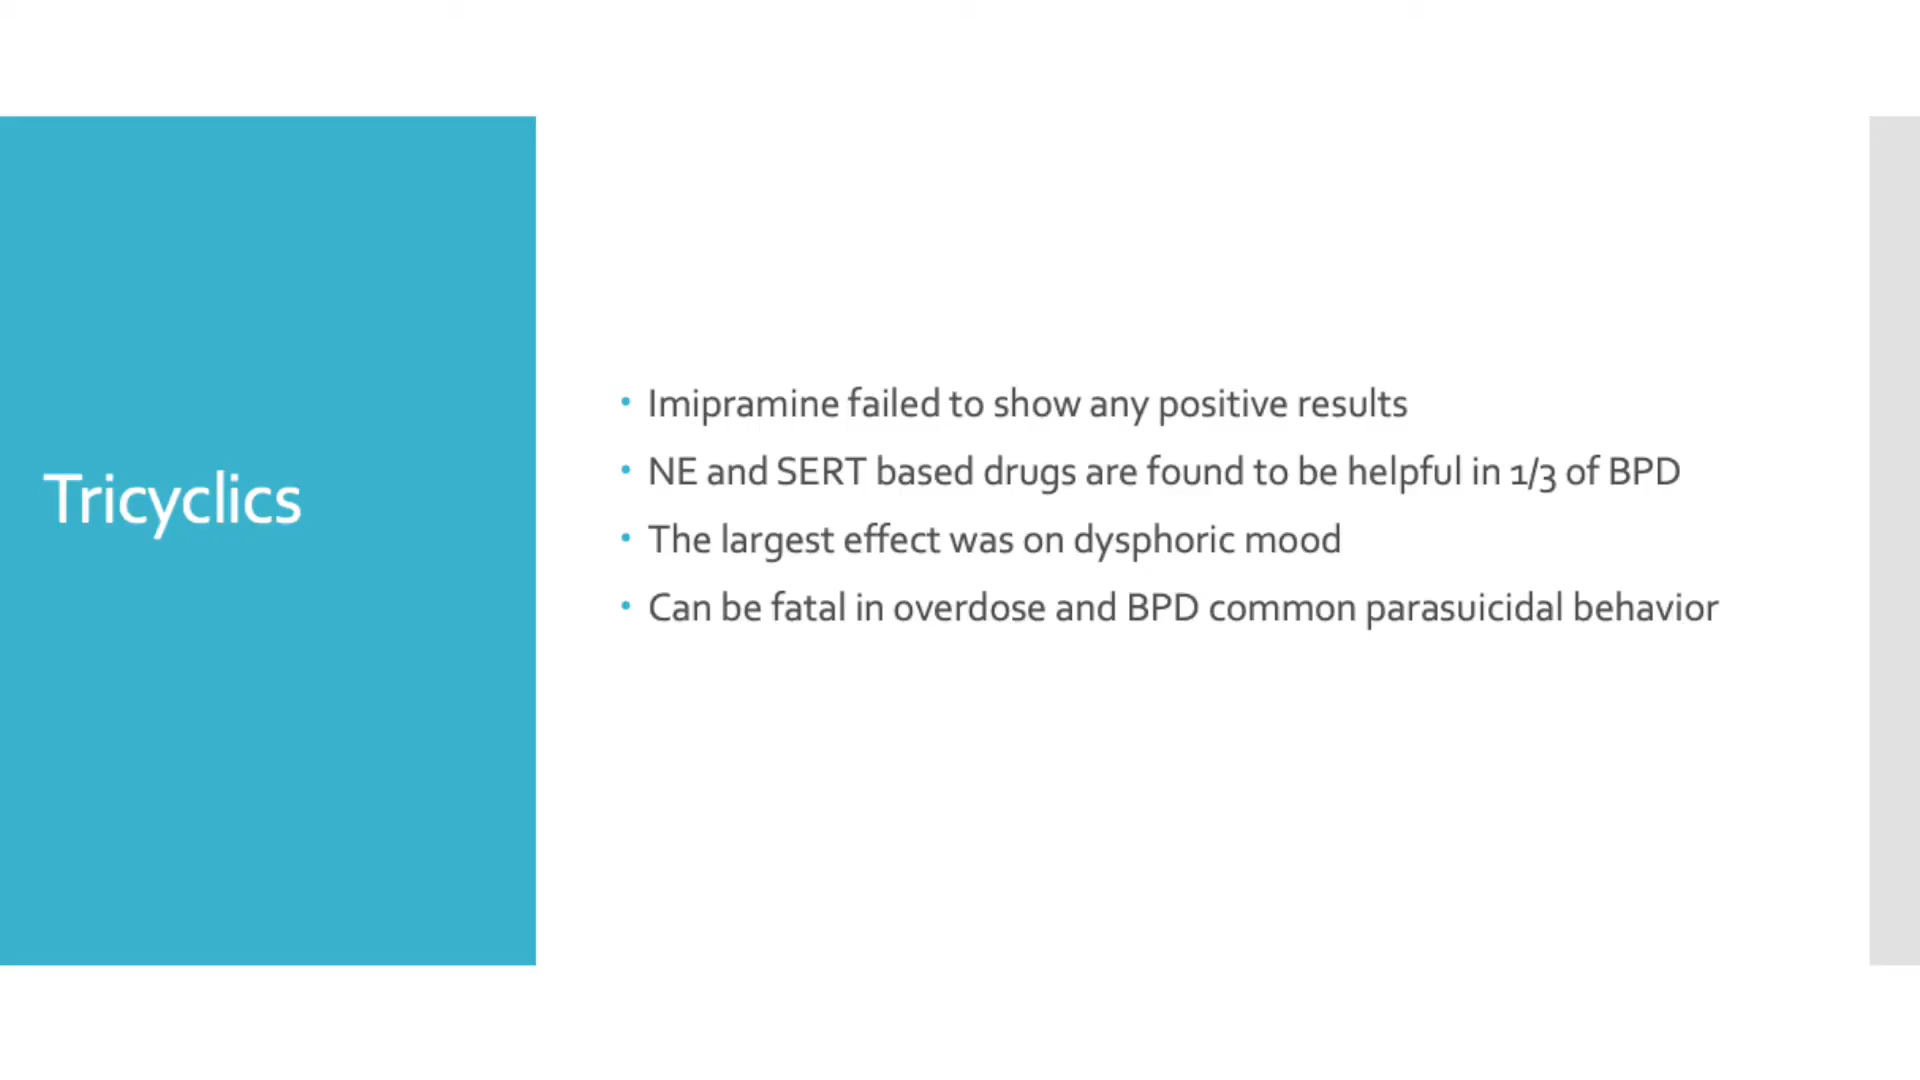 Tricyclics
• Imipramine failed to show any positive results
• NE and SERT based drugs are found to be helpful in 1/3 of BPD
• The largest effect was on dysphoric mood
• Can be fatal in overdose and BPD common parasuicidal behavior